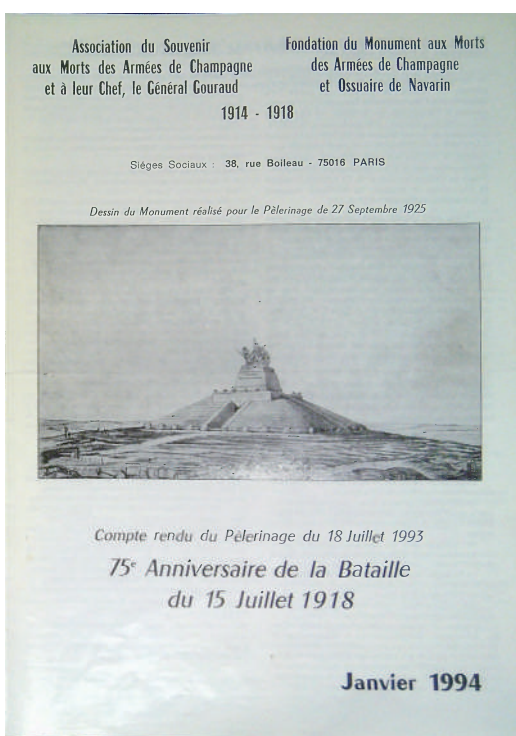 Association du Souvenir
aux Morts des Armées de Champagne
et à leur Chef, le Général Gouraud
Fondation du Monument aux Morts
des Armées de Champagne
et Ossuaire de Navarin
1914 - 1918
Siéges Sociaux : 38, rue Boileau - 75016 PARIS
Dessin du Monument réalisé pour le Pèlerinage de 27 Septembre 1925
Compte rendu du Pèlerinage du 18 Juillet 1993
75e Anniversaire de la Bataille
du 15 Juillet 1918
Janvier 1994